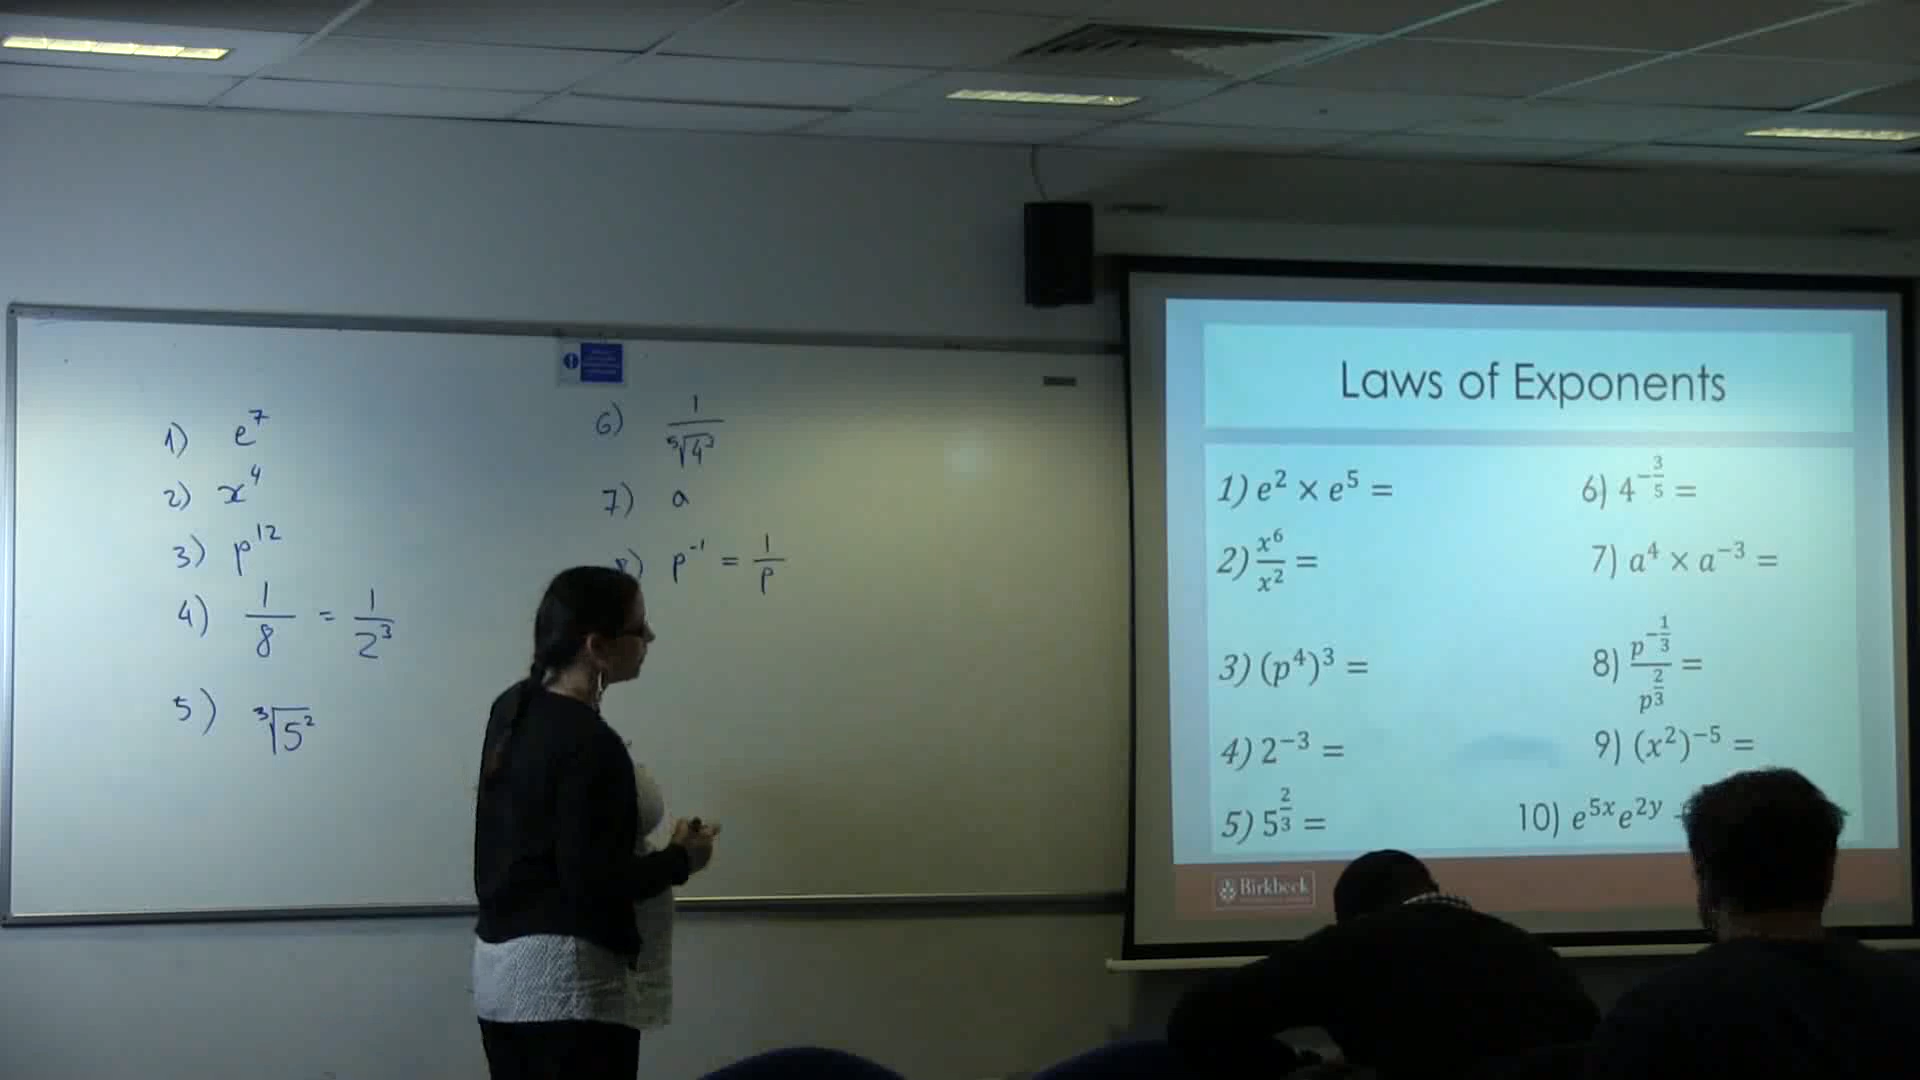 1) e⁷
2) x⁴
3) p¹²
4) 1/8 = 1/2³
5) ³√5²
6) 1/⁵√4³
7) a
8) p⁻¹ = 1/p
Laws of Exponents
1) e² × e⁵ =
2) x⁶/x² =
3) (p⁴)³ =
4) 2⁻³ =
5) 5^(2/3) =
6) 4^(-3/5) =
7) a⁴ × a⁻³ =
8) p^(-1/3)/p^(2/3) =
9) (x²)⁻⁵ =
10) e⁵ˣe²ʸ
Birkbeck